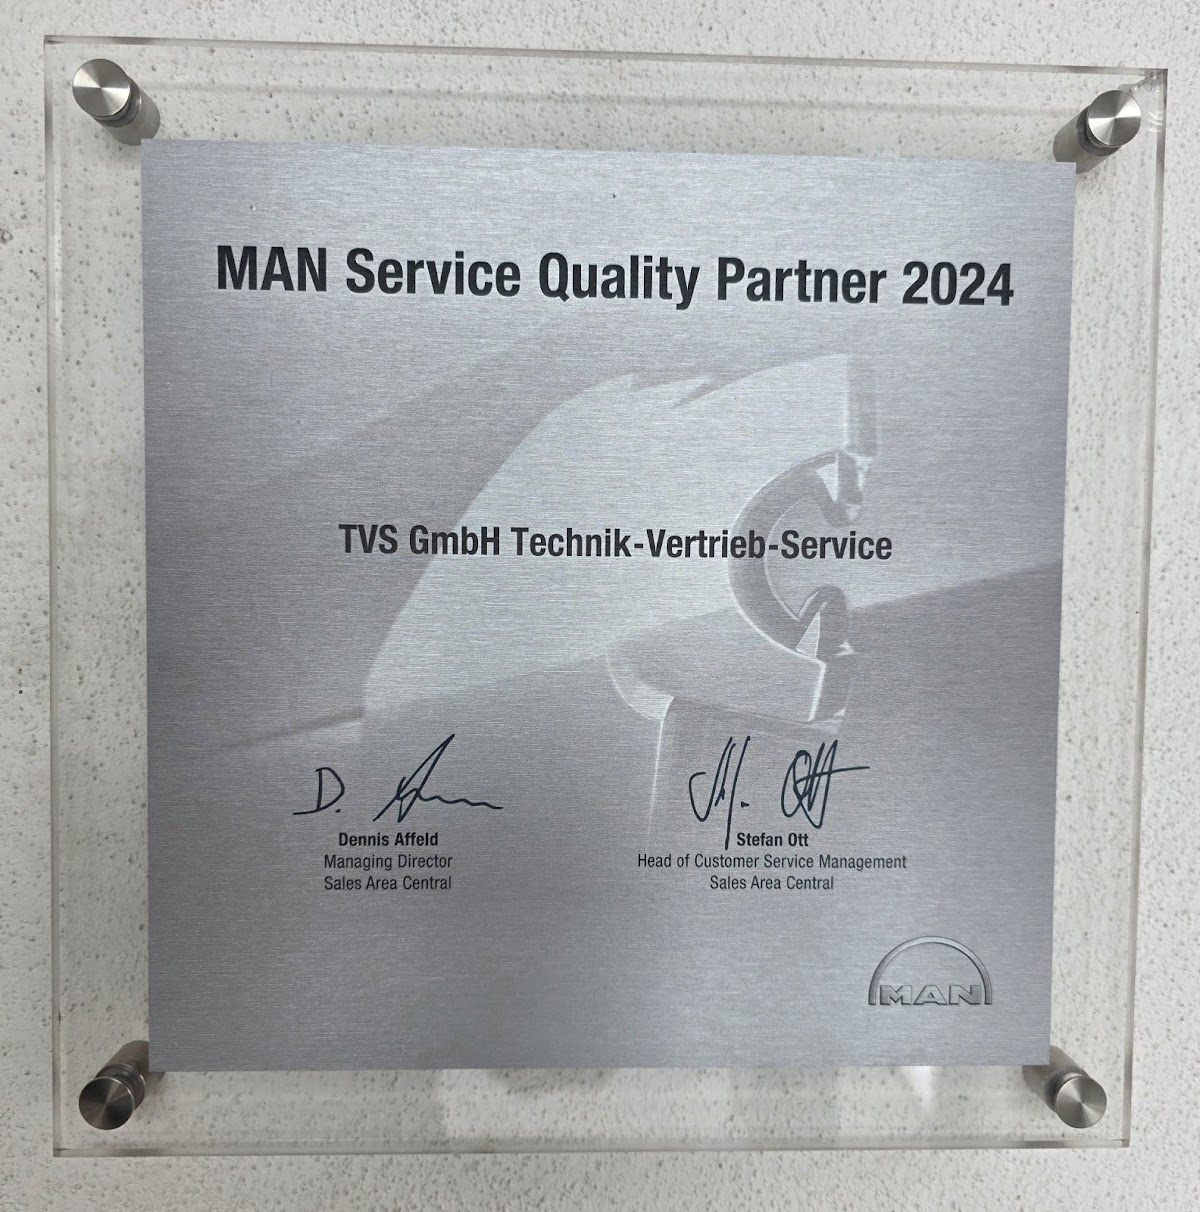 MAN Service Quality Partner 2024
TVS GmbH Technik-Vertrieb-Service
D.
Dennis Affeld
Managing Director
Sales Area Central
Ott
Stefan Ott
Head of Customer Service Management
Sales Area Central
MAN